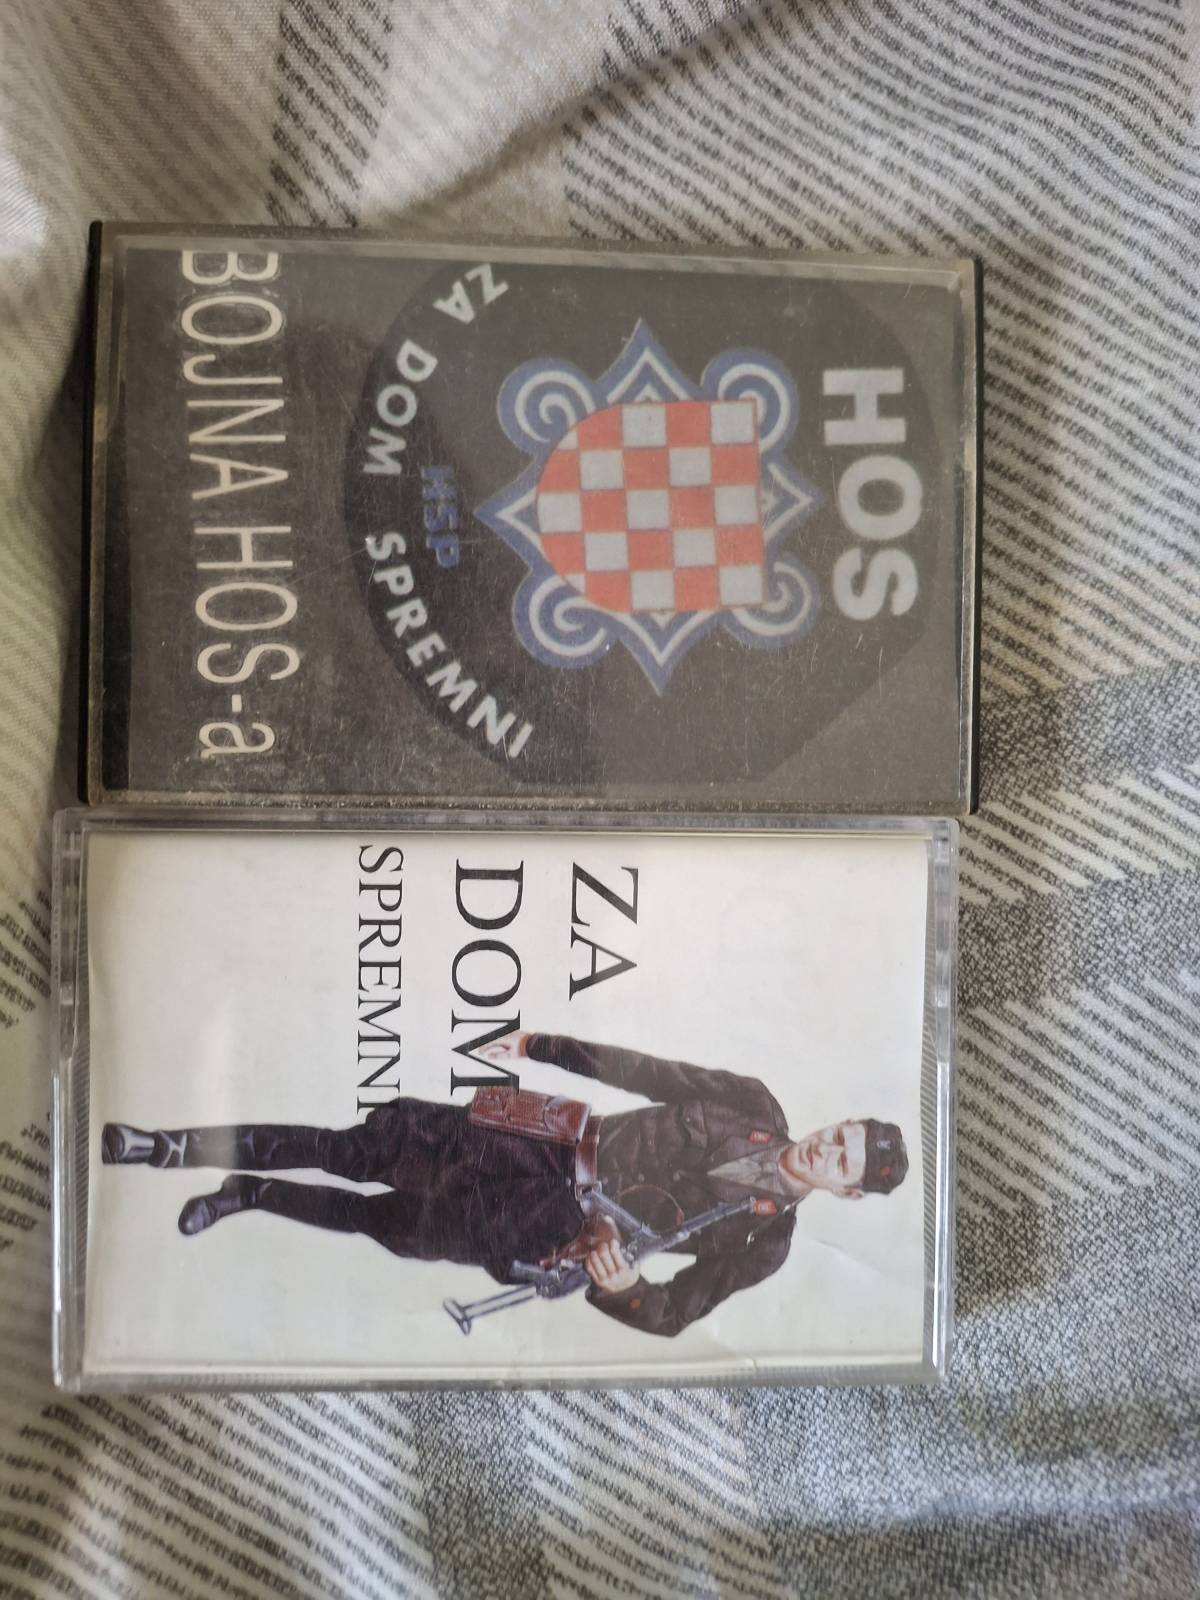 HOS
HSP
ZA DOM SPREMNI
BOJNA HOS-a
ZA
DOM
SPREMNI